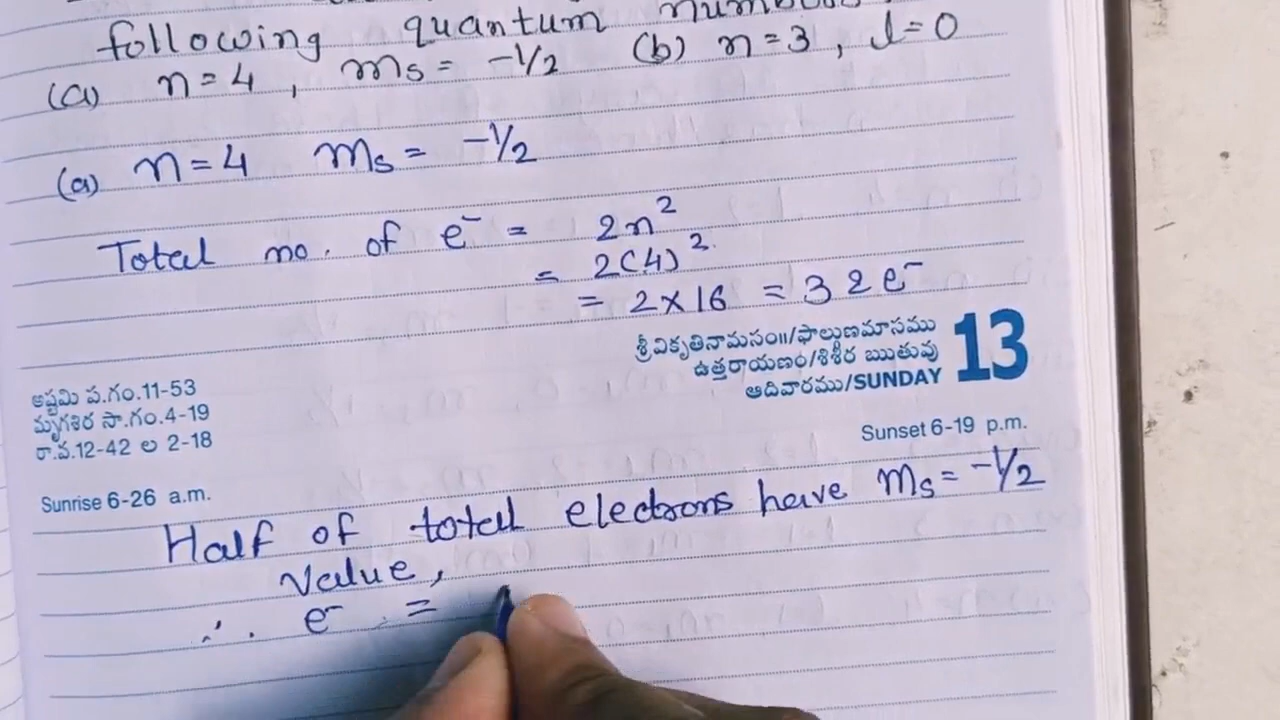 following quantum numbers
(a) n = 4 , ms = -1/2 (b) n = 3 , l = 0
(a) n = 4 ms = -1/2
Total no. of e⁻ = 2n²
= 2(4)²
= 2 × 16 = 32 e⁻
శ్రీ వికృతినామసం॥/ఫాల్గుణమాసము
ఉత్తరాయణం/శిశిర ఋతువు
ఆదివారము/SUNDAY 13
అష్టమి ప.గం.11-53
మృగశిర సా.గం.4-19
రా.వ.12-42 ల 2-18
Sunset 6-19 p.m.
Sunrise 6-26 a.m.
Half of total electrons have ms = -1/2
value,
∴ e⁻ =